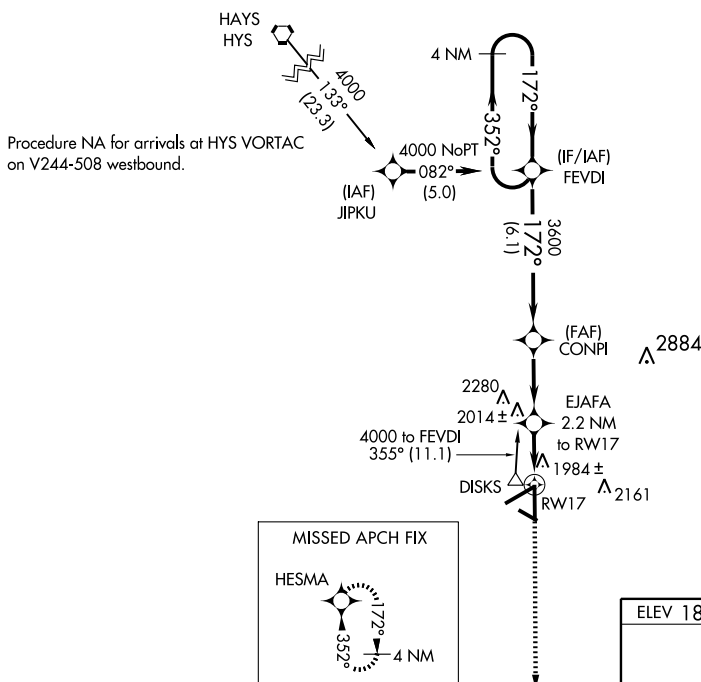 HAYS
HYS
4000
133°
(23.3)
Procedure NA for arrivals at HYS VORTAC
on V244-508 westbound.
4 NM
172°
352°
4000 NoPT
082°
(5.0)
(IAF)
JIPKU
(IF/IAF)
FEVDI
3600
172°
(6.1)
(FAF)
CONPI
2884
2280
2014 ±
EJAFA
2.2 NM
to RW17
4000 to FEVDI
355° (11.1)
1984 ±
DISKS
RW17
2161
MISSED APCH FIX
HESMA
172°
352°
4 NM
ELEV 18